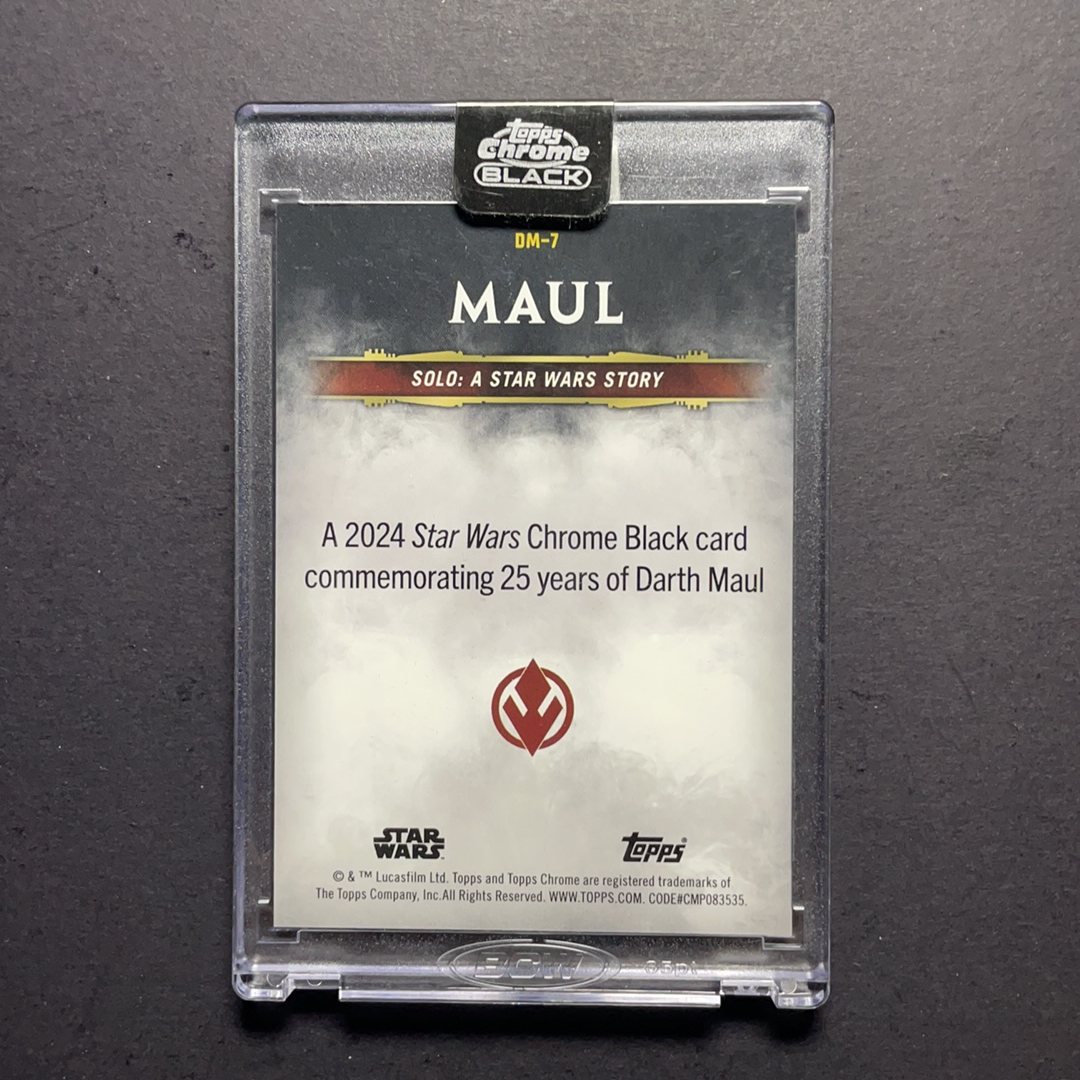 topps
Chrome
BLACK
DM-7
MAUL
SOLO: A STAR WARS STORY
A 2024 Star Wars Chrome Black card
commemorating 25 years of Darth Maul
STAR
WARS
topps®
© & ™ Lucasfilm Ltd. Topps and Topps Chrome are registered trademarks of
The Topps Company, Inc.All Rights Reserved. WWW.TOPPS.COM. CODE#CMP083535.
BCW
35pt